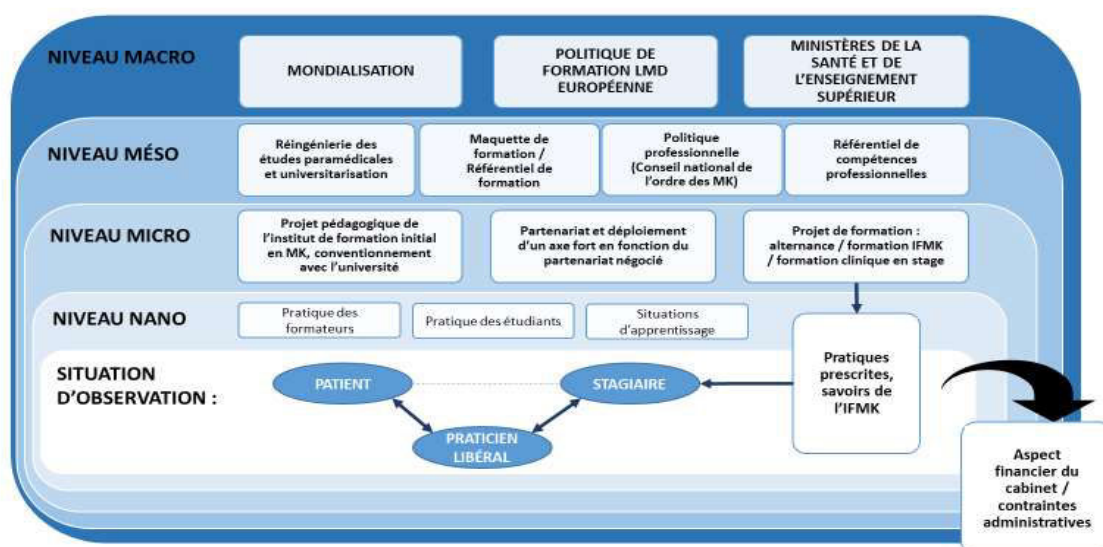 NIVEAU MACRO
MONDIALISATION
POLITIQUE DE
FORMATION LMD
EUROPÉENNE
MINISTÈRES DE LA
SANTÉ ET DE
L'ENSEIGNEMENT
SUPÉRIEUR
NIVEAU MÉSO
Réingénierie des
études paramédicales
et universitarisation
Maquette de
formation /
Référentiel de
formation
Politique
professionnelle
(Conseil national de
l'ordre des MK)
Référentiel de
compétences
professionnelles
NIVEAU MICRO
Projet pédagogique de
l'institut de formation initial
en MK, conventionnement
avec l'université
Partenariat et déploiement
d'un axe fort en fonction du
partenariat négocié
Projet de formation :
alternance / formation IFMK
/ formation clinique en stage
NIVEAU NANO
Pratique des
formateurs
Pratique des étudiants
Situations
d'apprentissage
SITUATION
D'OBSERVATION :
PATIENT
STAGIAIRE
PRATICIEN
LIBÉRAL
Pratiques
prescrites,
savoirs de
l'IFMK
Aspect
financier du
cabinet /
contraintes
administratives